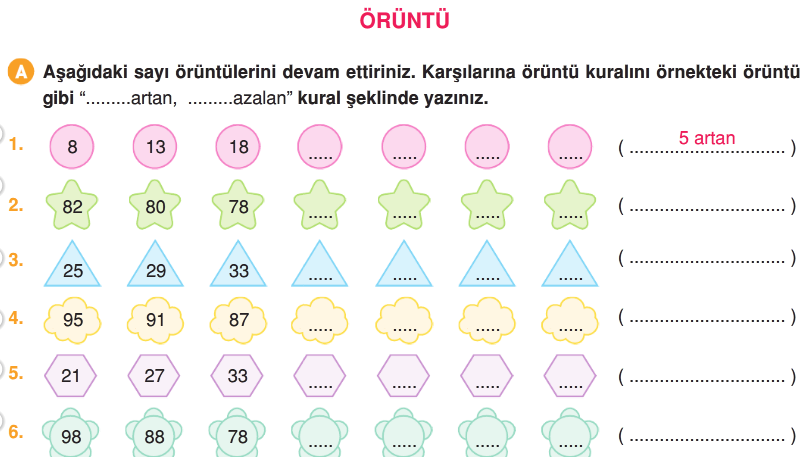 ÖRÜNTÜ
A Aşağıdaki sayı örüntülerini devam ettiriniz. Karşılarına örüntü kuralını örnekteki örüntü
gibi “.........artan, .........azalan” kural şeklinde yazınız.
1. 8 13 18 ..... ..... ..... ..... ( 5 artan )
2. 82 80 78 ..... ..... ..... ..... ( ................................ )
3. 25 29 33 ..... ..... ..... ..... ( ................................ )
4. 95 91 87 ..... ..... ..... ..... ( ................................ )
5. 21 27 33 ..... ..... ..... ..... ( ................................ )
6. 98 88 78 ..... ..... ..... ..... ( ................................ )